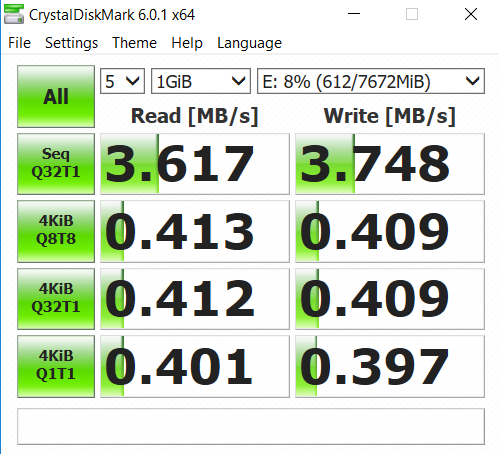 CrystalDiskMark 6.0.1 x64
File Settings Theme Help Language
All 5 1GiB E: 8% (612/7672MiB)
Read [MB/s] Write [MB/s]
Seq
Q32T1 3.617 3.748
4KiB
Q8T8 0.413 0.409
4KiB
Q32T1 0.412 0.409
4KiB
Q1T1 0.401 0.397